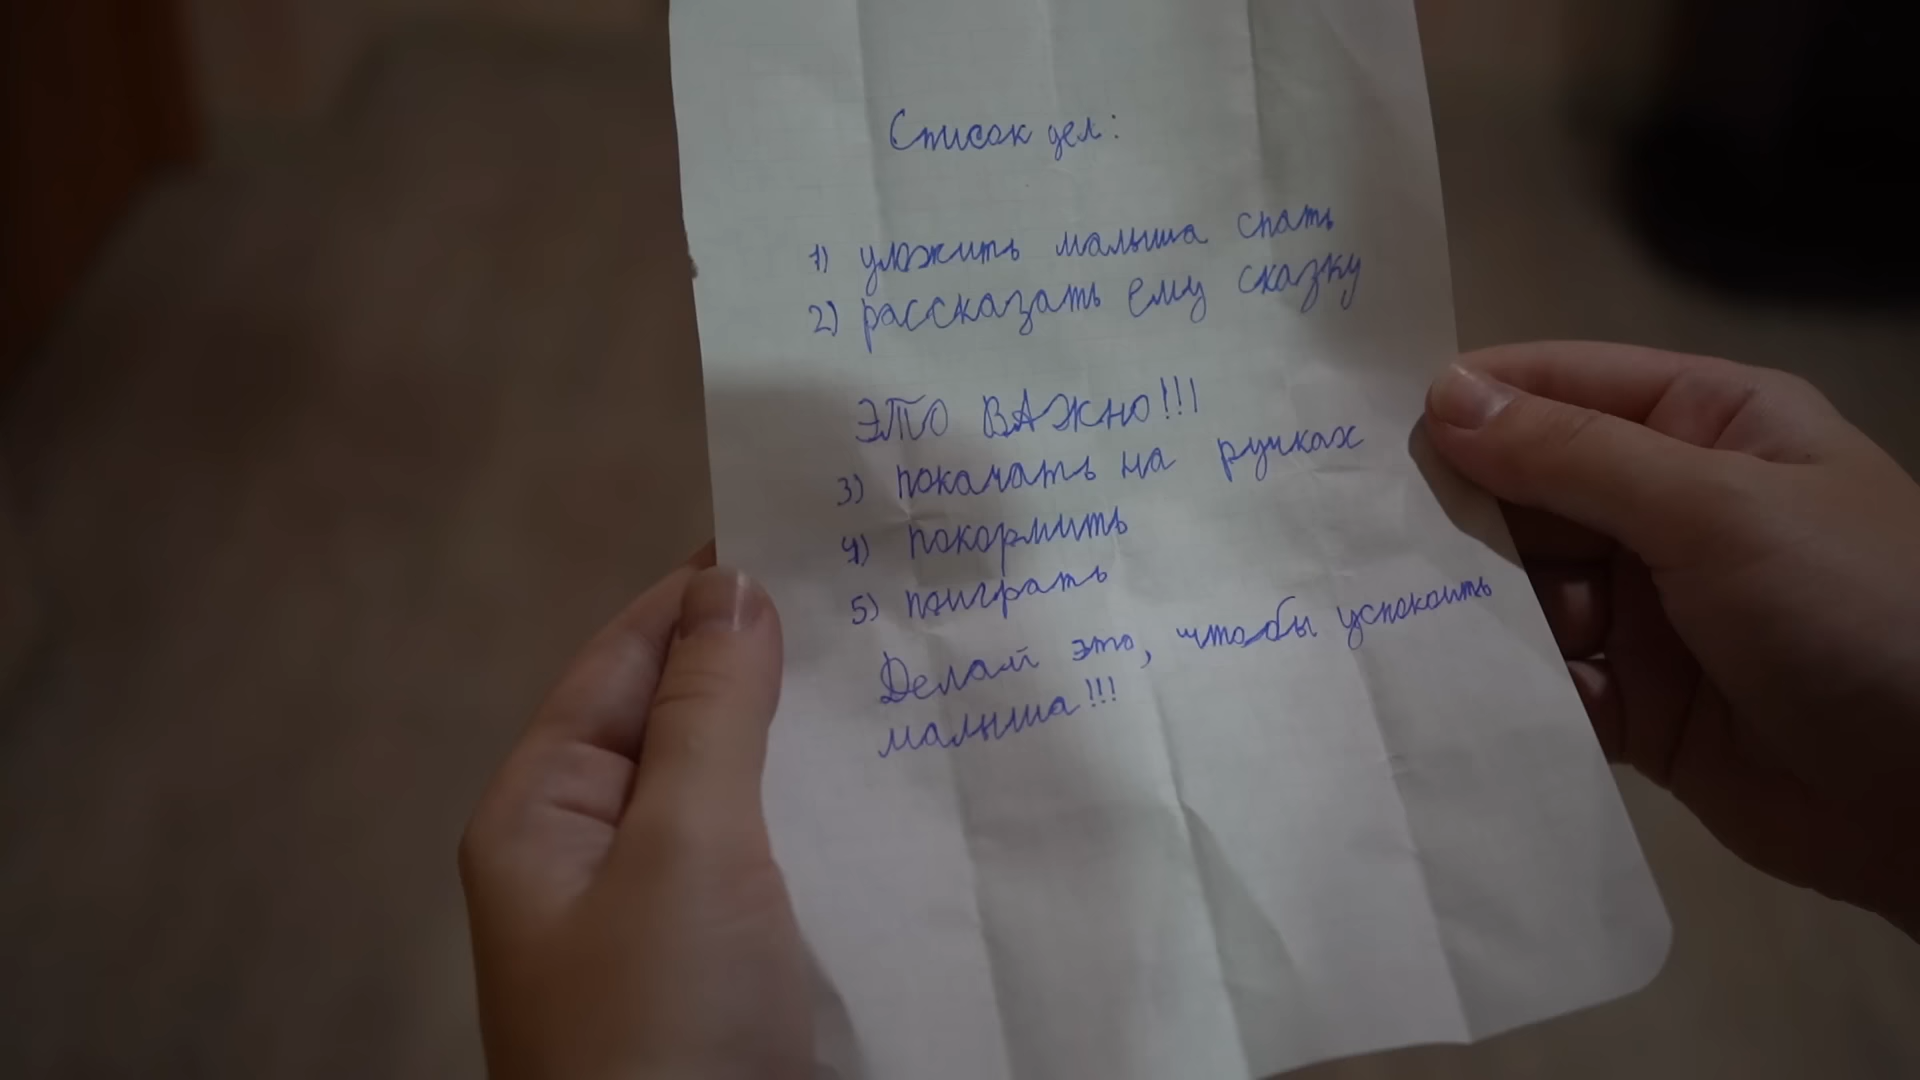 Список дел:
1) уложить малыша спать
2) рассказать ему сказку
ЭТО ВАЖНО!!!
3) покачать на ручках
4) покормить
5) поиграть
Делай это, чтобы успокоить
малыша!!!